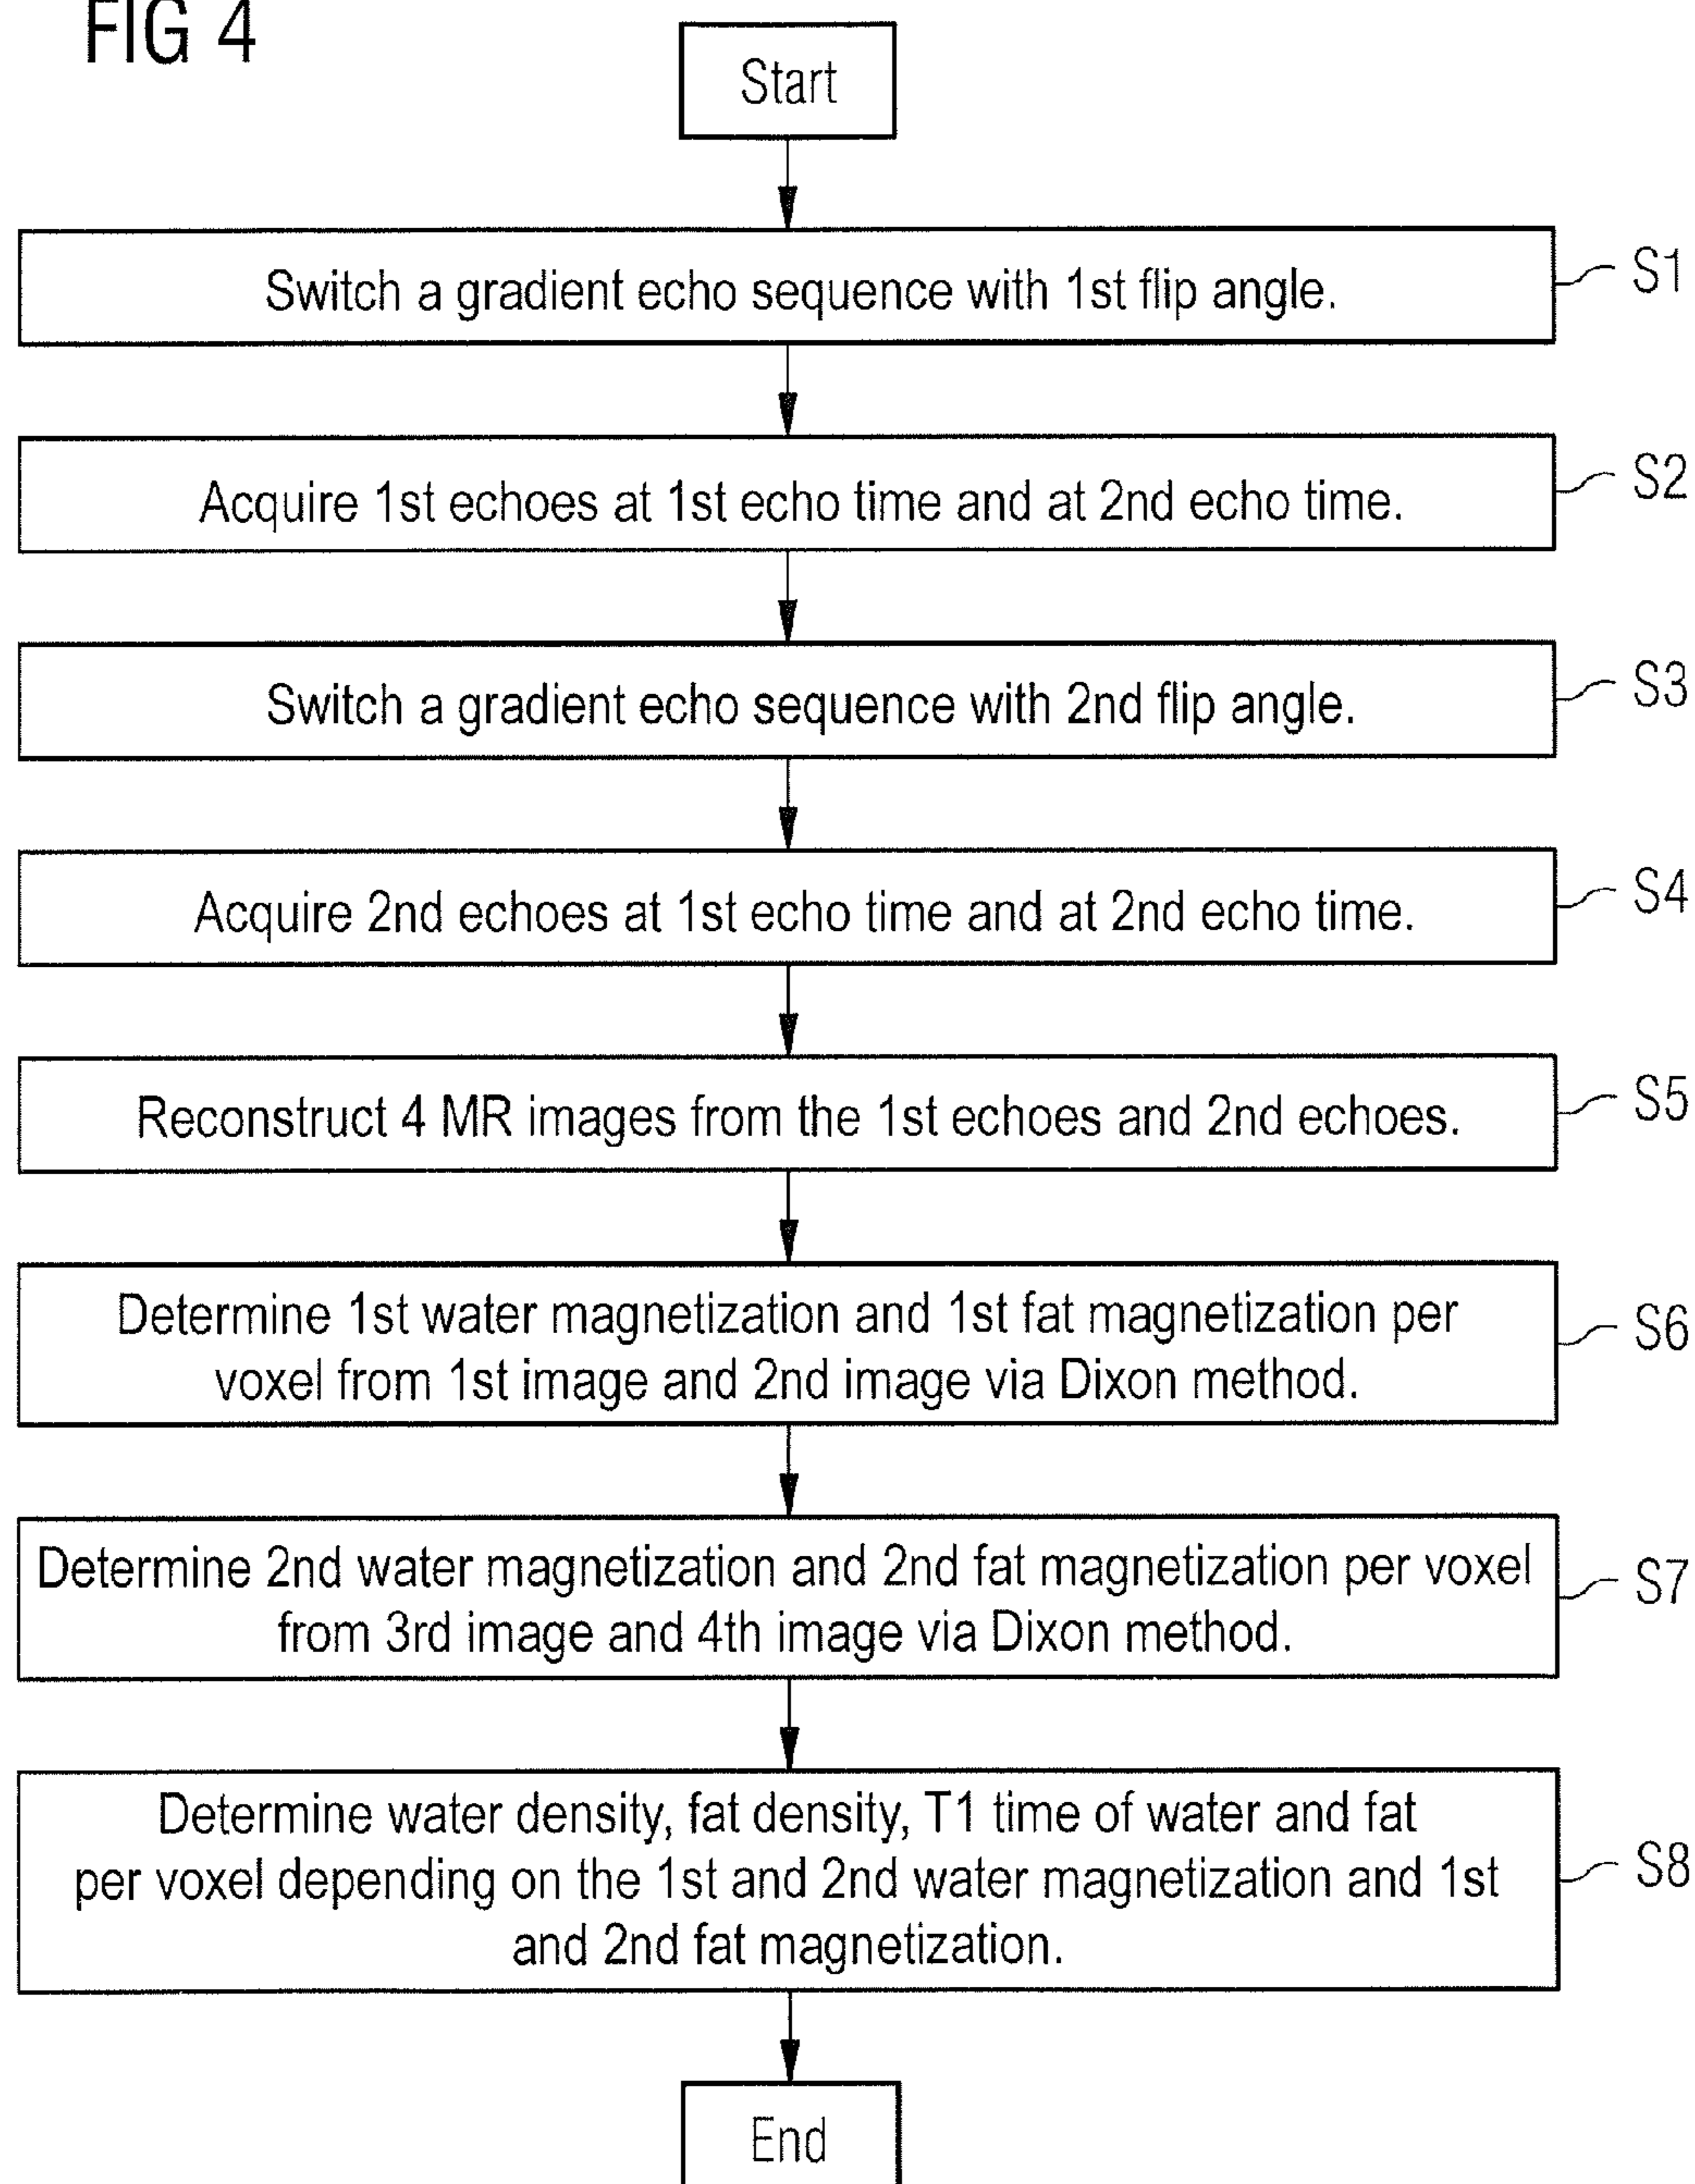 FIG 4
Start
Switch a gradient echo sequence with 1st flip angle.
S1
Acquire 1st echoes at 1st echo time and at 2nd echo time.
S2
Switch a gradient echo sequence with 2nd flip angle.
S3
Acquire 2nd echoes at 1st echo time and at 2nd echo time.
S4
Reconstruct 4 MR images from the 1st echoes and 2nd echoes.
S5
Determine 1st water magnetization and 1st fat magnetization per
voxel from 1st image and 2nd image via Dixon method.
S6
Determine 2nd water magnetization and 2nd fat magnetization per voxel
from 3rd image and 4th image via Dixon method.
S7
Determine water density, fat density, T1 time of water and fat
per voxel depending on the 1st and 2nd water magnetization and 1st
and 2nd fat magnetization.
S8
End